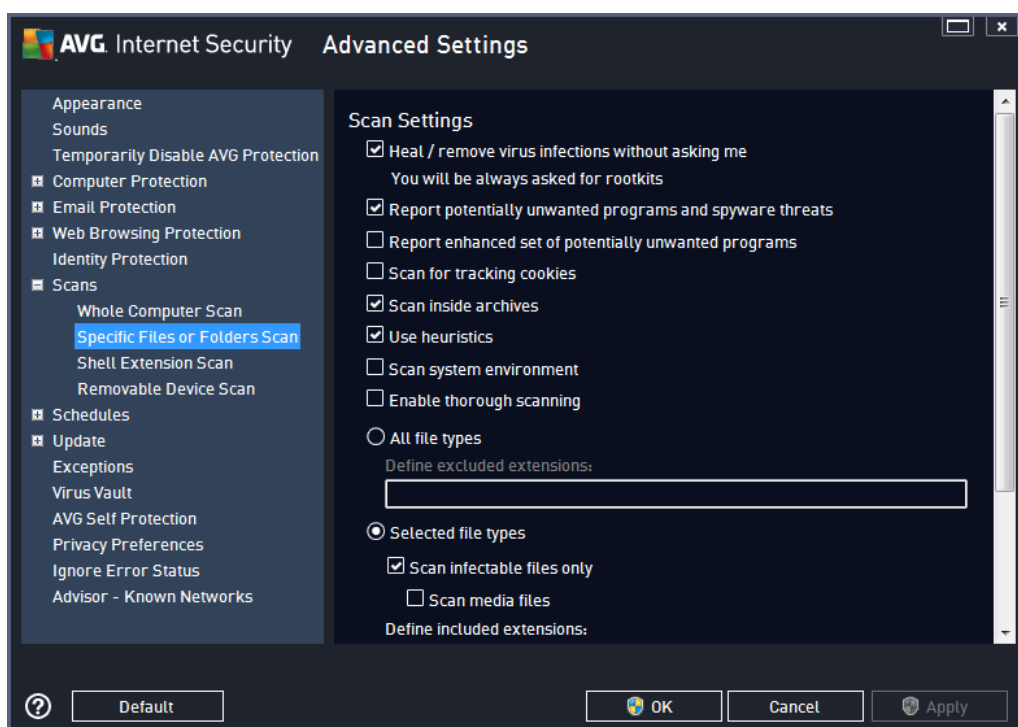 AVG. Internet Security Advanced Settings
Appearance
Sounds
Temporarily Disable AVG Protection
Computer Protection
Email Protection
Web Browsing Protection
Identity Protection
Scans
Whole Computer Scan
Specific Files or Folders Scan
Shell Extension Scan
Removable Device Scan
Schedules
Update
Exceptions
Virus Vault
AVG Self Protection
Privacy Preferences
Ignore Error Status
Advisor - Known Networks
Scan Settings
Heal / remove virus infections without asking me
You will be always asked for rootkits
Report potentially unwanted programs and spyware threats
Report enhanced set of potentially unwanted programs
Scan for tracking cookies
Scan inside archives
Use heuristics
Scan system environment
Enable thorough scanning
All file types
Define excluded extensions:
Selected file types
Scan infectable files only
Scan media files
Define included extensions:
? Default OK Cancel Apply